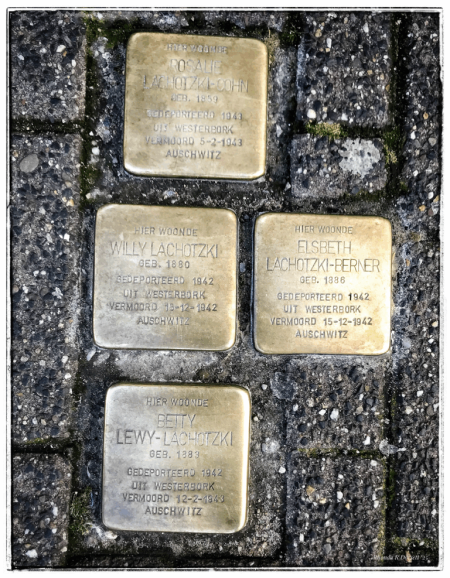 HIER WOONDE
ROSALIE
LACHOTZKI-COHN
GEB. 1859
GEDEPORTEERD 1943
UIT WESTERBORK
VERMOORD 5-2-1943
AUSCHWITZ
HIER WOONDE
WILLY LACHOTZKI
GEB. 1880
GEDEPORTEERD 1942
UIT WESTERBORK
VERMOORD 15-12-1942
AUSCHWITZ
HIER WOONDE
ELSBETH
LACHOTZKI-BERNER
GEB. 1886
GEDEPORTEERD 1942
UIT WESTERBORK
VERMOORD 15-12-1942
AUSCHWITZ
HIER WOONDE
BETTY
LEWY-LACHOTZKI
GEB. 1883
GEDEPORTEERD 1942
UIT WESTERBORK
VERMOORD 12-2-1943
AUSCHWITZ